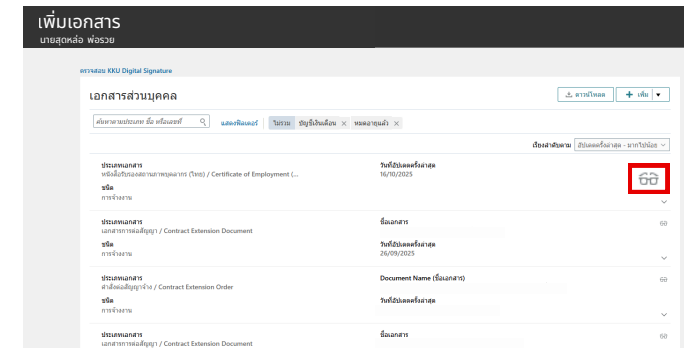 เพิ่มเอกสาร
นายสุดหล่อ พ่อรวย
ตรวจสอบ KKU Digital Signature
เอกสารส่วนบุคคล
ดาวน์โหลด
เพิ่ม
ค้นหาตามประเภท ชื่อ หรือเลขที่
แสดงฟิลเตอร์
ไม่รวม บัญชีเงินเดือน × หมดอายุแล้ว ×
เรียงลำดับตาม อัปเดตครั้งล่าสุด - มากไปน้อย
ประเภทเอกสาร
หนังสือรับรองสถานภาพบุคลากร (ไทย) / Certificate of Employment (...
วันที่อัปเดตครั้งล่าสุด
16/10/2025
ชนิด
การจ้างงาน
ประเภทเอกสาร
เอกสารการต่อสัญญา / Contract Extension Document
ชื่อเอกสาร
ชนิด
การจ้างงาน
วันที่อัปเดตครั้งล่าสุด
26/09/2025
ประเภทเอกสาร
คำสั่งต่อสัญญาจ้าง / Contract Extension Order
Document Name (ชื่อเอกสาร)
ชนิด
การจ้างงาน
วันที่อัปเดตครั้งล่าสุด
ประเภทเอกสาร
เอกสารการต่อสัญญา / Contract Extension Document
ชื่อเอกสาร